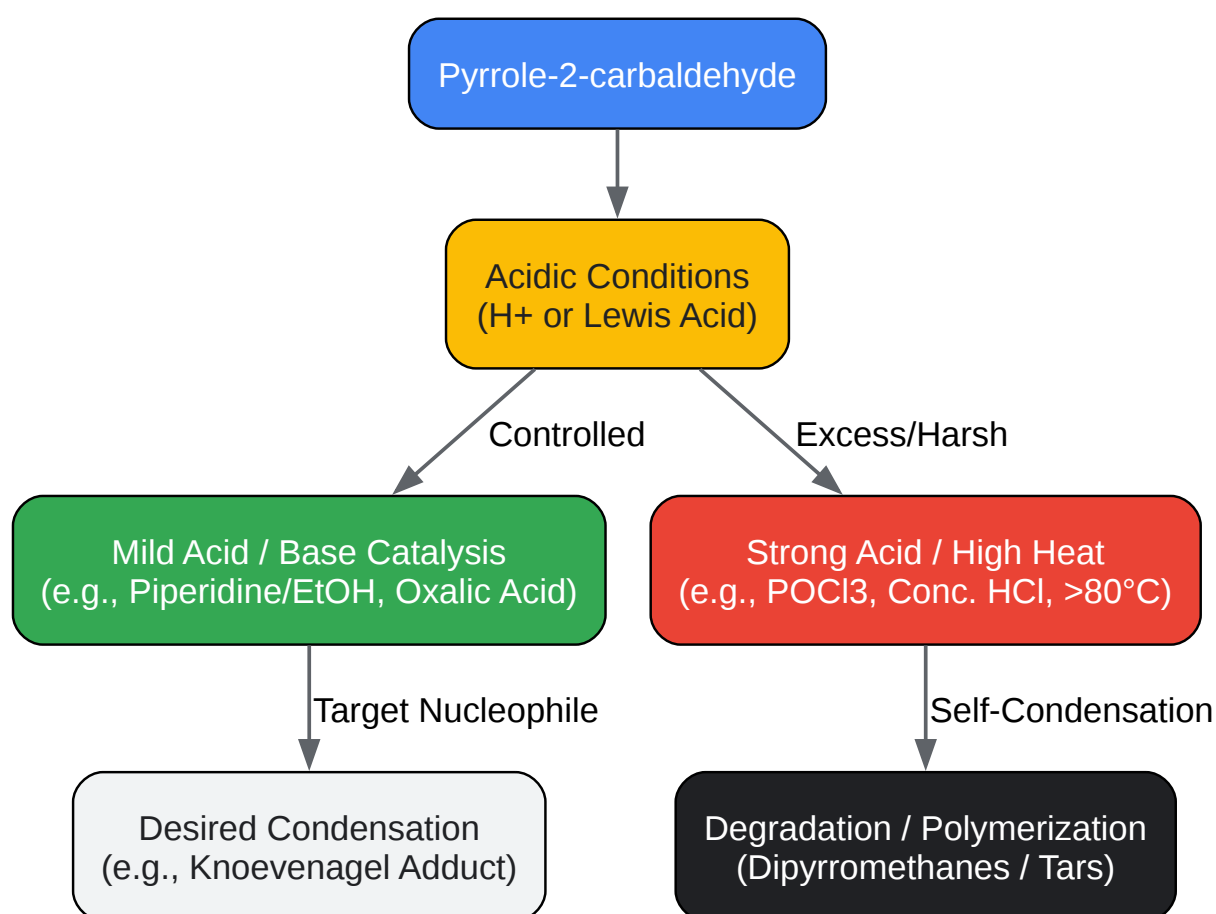 Pyrrole-2-carbaldehyde
Acidic Conditions
(H+ or Lewis Acid)
Controlled
Excess/Harsh
Mild Acid / Base Catalysis
(e.g., Piperidine/EtOH, Oxalic Acid)
Strong Acid / High Heat
(e.g., POCl3, Conc. HCl, >80°C)
Target Nucleophile
Self-Condensation
Desired Condensation
(e.g., Knoevenagel Adduct)
Degradation / Polymerization
(Dipyrromethanes / Tars)